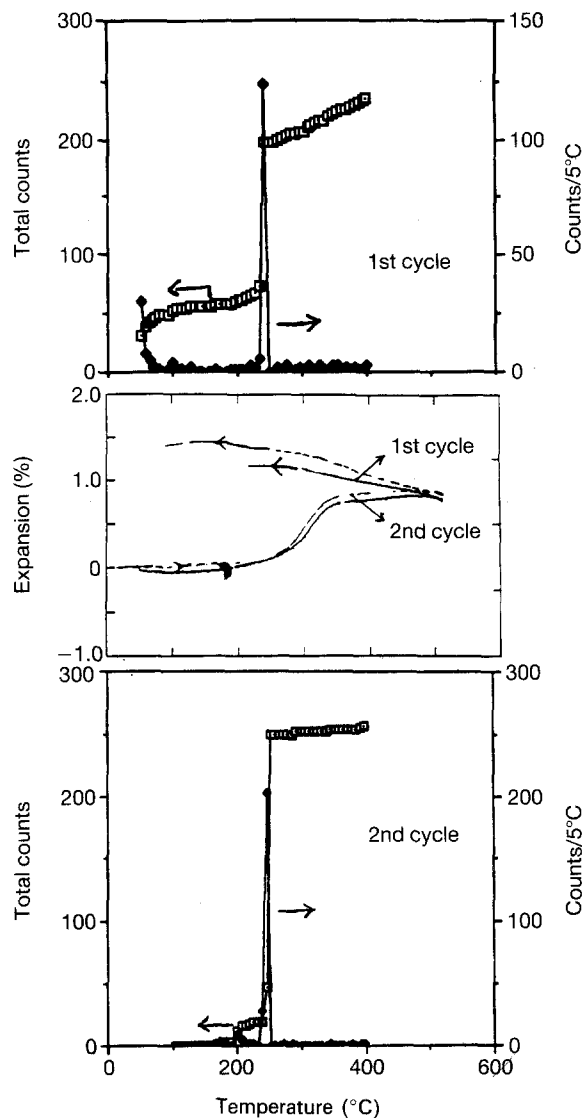 300
200
100
0
Total counts
150
100
50
0
Counts/5°C
1st cycle
2.0
1.0
0
−1.0
Expansion (%)
1st cycle
2nd cycle
300
200
100
0
Total counts
300
200
100
0
Counts/5°C
2nd cycle
0
200
400
600
Temperature (°C)